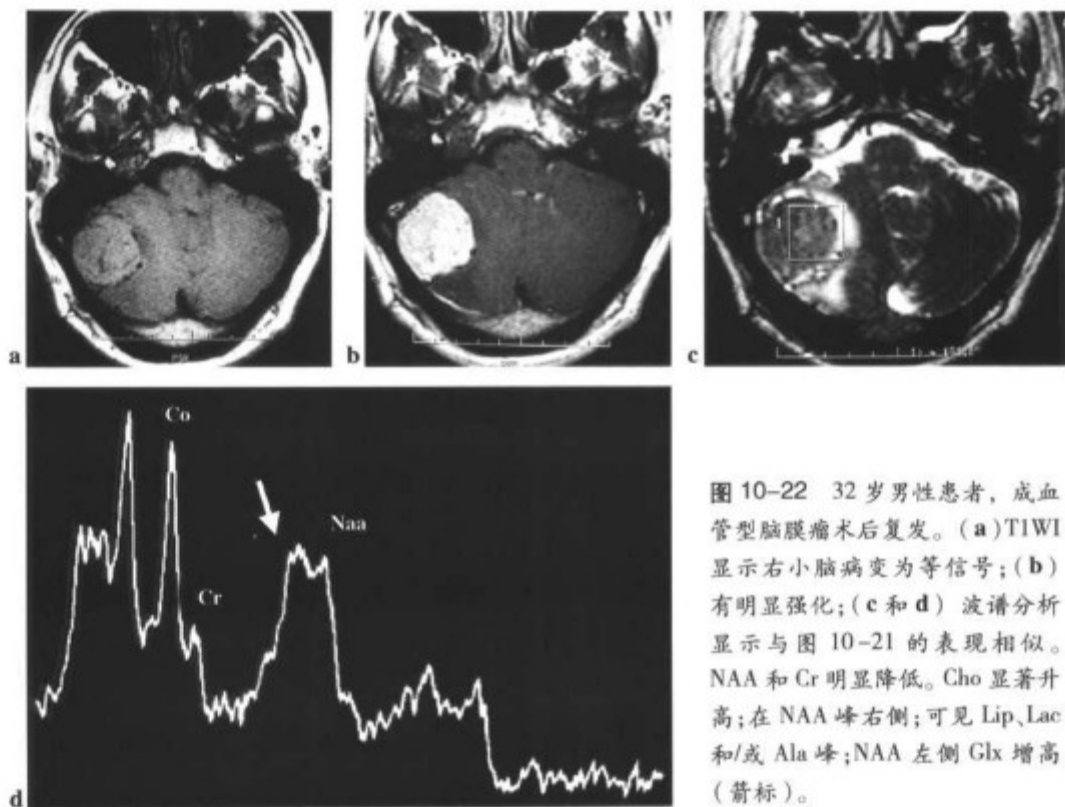 a
b
c
1
Co
Cr
Naa
d
图 10-22 32 岁男性患者，成血
管型脑膜瘤术后复发。(a)T1WI
显示右小脑病变为等信号；(b)
有明显强化；(c 和 d) 波谱分析
显示与图 10-21 的表现相似。
NAA 和 Cr 明显降低。Cho 显著升
高；在 NAA 峰右侧；可见 Lip、Lac
和/或 Ala 峰；NAA 左侧 Glx 增高
(箭标)。